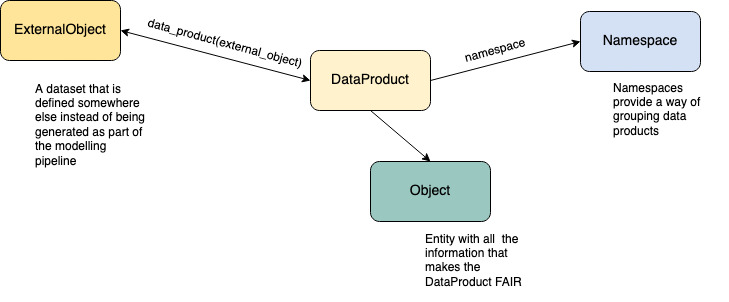 ExternalObject
data_product(external_object)
namespace
Namespace
DataProduct
A dataset that is
defined somewhere
else instead of being
generated as part of
the modelling
pipeline
Namespaces
provide a way of
grouping data
products
Object
Entity with all the
information that
makes the
DataProduct FAIR